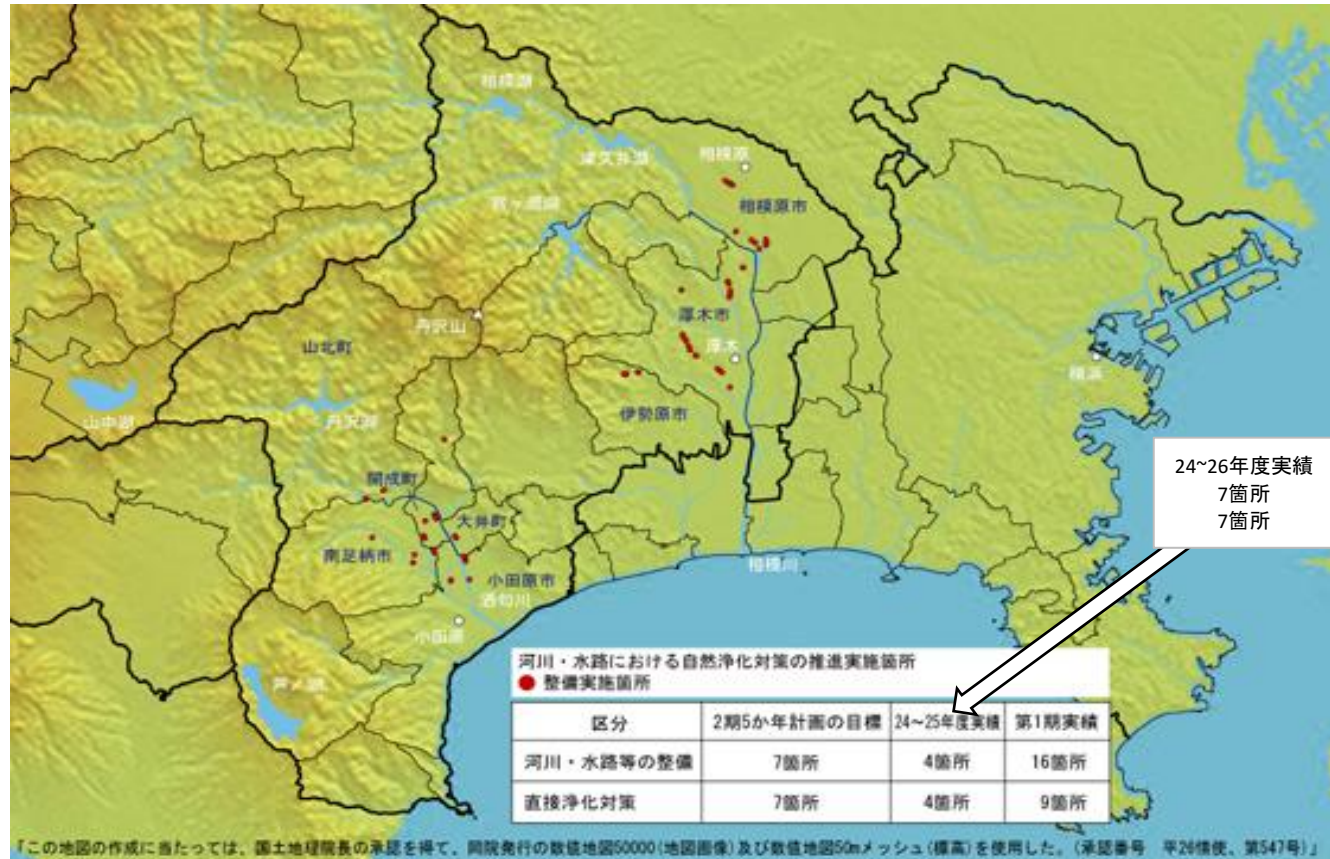 相模湖
津久井湖
相模原
相模原市
宮ヶ瀬湖
丹沢山
厚木市
厚木
山北町
横浜
山中湖
丹沢湖
伊勢原市
24~26年度実績
7箇所
7箇所
開成町
大井町
南足柄市
小田原市
酒匂川
相模川
小田原
芦ノ湖
河川・水路における自然浄化対策の推進実施箇所
● 整備実施箇所
区分 2期5か年計画の目標 24～25年度実績 第1期実績
河川・水路等の整備 7箇所 4箇所 16箇所
直接浄化対策 7箇所 4箇所 9箇所
「この地図の作成に当たっては、国土地理院長の承認を得て、同院発行の数値地図50000(地図画像)及び数値地図50mメッシュ(標高)を使用した。(承認番号 平26情使、第547号)」